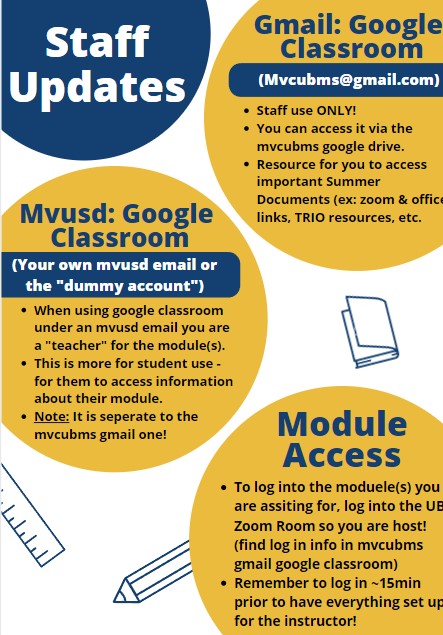 Staff
Updates
Gmail: Google
Classroom
(Mvcubms@gmail.com)
• Staff use ONLY!
• You can access it via the
mvcubms google drive.
• Resource for you to access
important Summer
Documents (ex: zoom & office
links, TRIO resources, etc.
Mvusd: Google
Classroom
(Your own mvusd email or
the "dummy account")
• When using google classroom
under an mvusd email you are
a "teacher" for the module(s).
• This is more for student use -
for them to access information
about their module.
• Note: It is seperate to the
mvcubms gmail one!
Module
Access
• To log into the moduele(s) you
are assiting for, log into the UB
Zoom Room so you are host!
(find log in info in mvcubms
gmail google classroom)
• Remember to log in ~15min
prior to have everything set up
for the instructor!